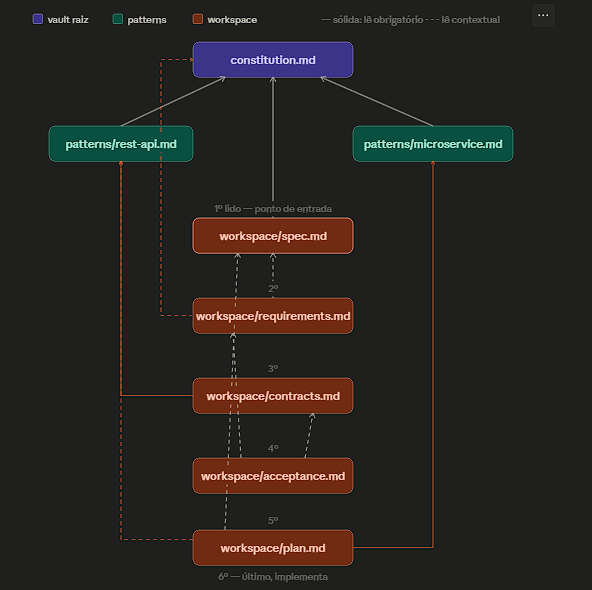 vault raiz
patterns
workspace
— sólida: lê obrigatório - - - lê contextual
...
constitution.md
patterns/rest-api.md
patterns/microservice.md
1º lido — ponto de entrada
workspace/spec.md
2º
workspace/requirements.md
3º
workspace/contracts.md
4º
workspace/acceptance.md
5º
workspace/plan.md
6º — último, implementa